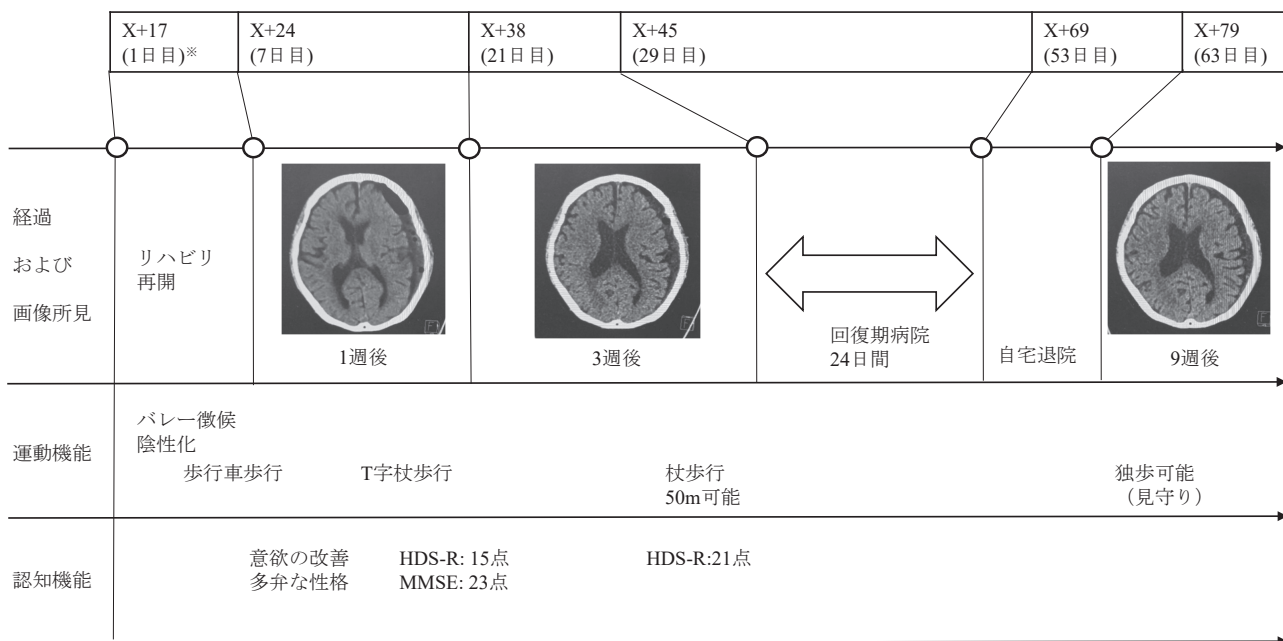 X+17
(1日目)※
X+24
(7日目)
X+38
(21日目)
X+45
(29日目)
X+69
(53日目)
X+79
(63日目)
経過
および
画像所見
リハビリ
再開
1週後
3週後
回復期病院
24日間
自宅退院
9週後
運動機能
バレー徴候
陰性化
歩行車歩行
T字杖歩行
杖歩行
50m可能
独歩可能
（見守り）
認知機能
意欲の改善
多弁な性格
HDS-R: 15点
MMSE: 23点
HDS-R:21点